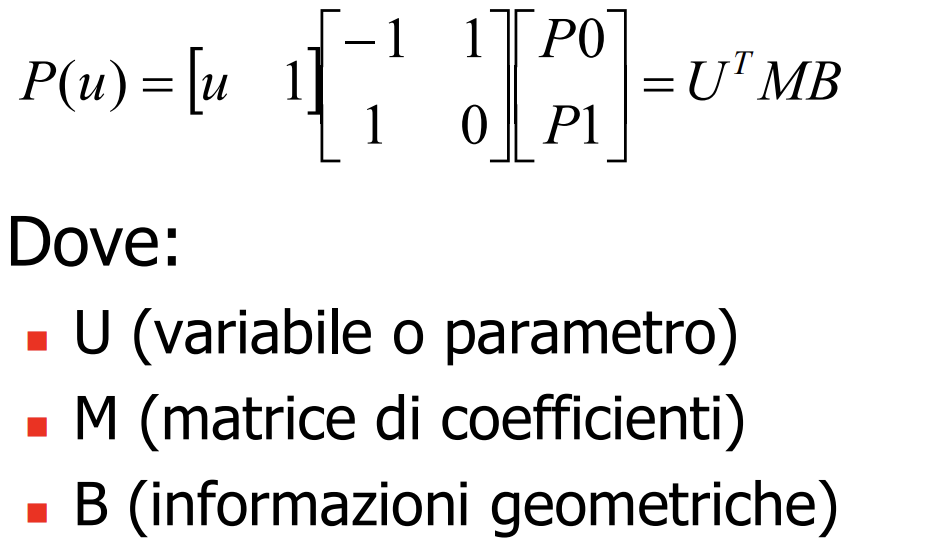 P(u) = [u 1] [−1 1 1 0] [P0 P1] = U^T MB
Dove:
▪ U (variabile o parametro)
▪ M (matrice di coefficienti)
▪ B (informazioni geometriche)